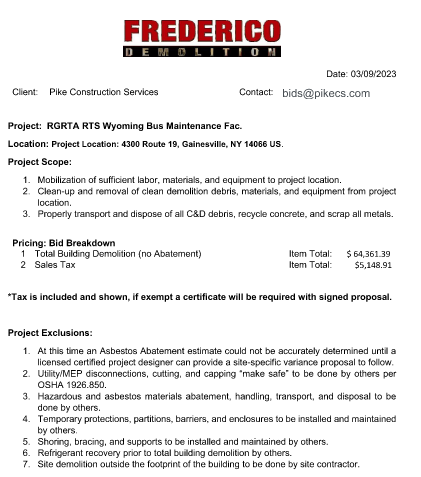 FREDERICO
DEMOLITION
Date: 03/09/2023
Client: Pike Construction Services Contact: bids@pikecs.com
Project: RGRTA RTS Wyoming Bus Maintenance Fac.
Location: Project Location: 4300 Route 19, Gainesville, NY 14066 US.
Project Scope:
1. Mobilization of sufficient labor, materials, and equipment to project location.
2. Clean-up and removal of clean demolition debris, materials, and equipment from project
location.
3. Properly transport and dispose of all C&D debris, recycle concrete, and scrap all metals.
Pricing: Bid Breakdown
1 Total Building Demolition (no Abatement) Item Total: $ 64,361.39
2 Sales Tax Item Total: $5,148.91
*Tax is included and shown, if exempt a certificate will be required with signed proposal.
Project Exclusions:
1. At this time an Asbestos Abatement estimate could not be accurately determined until a
licensed certified project designer can provide a site-specific variance proposal to follow.
2. Utility/MEP disconnections, cutting, and capping “make safe” to be done by others per
OSHA 1926.850.
3. Hazardous and asbestos materials abatement, handling, transport, and disposal to be
done by others.
4. Temporary protections, partitions, barriers, and enclosures to be installed and maintained
by others.
5. Shoring, bracing, and supports to be installed and maintained by others.
6. Refrigerant recovery prior to total building demolition by others.
7. Site demolition outside the footprint of the building to be done by site contractor.